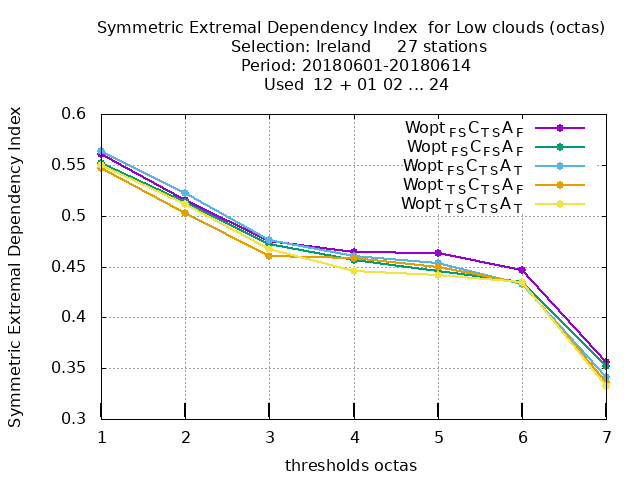 Symmetric Extremal Dependency Index  for Low clouds (octas)
Selection: Ireland     27 stations
Period: 20180601-20180614
Used  12 + 01 02 ... 24
Symmetric Extremal Dependency Index
0.6
0.55
0.5
0.45
0.4
0.35
0.3
Wopt FS C TS A F
Wopt FS C FS A F
Wopt FS C TS A T
Wopt TS C TS A F
Wopt TS C TS A T
1 2 3 4 5 6 7
thresholds octas